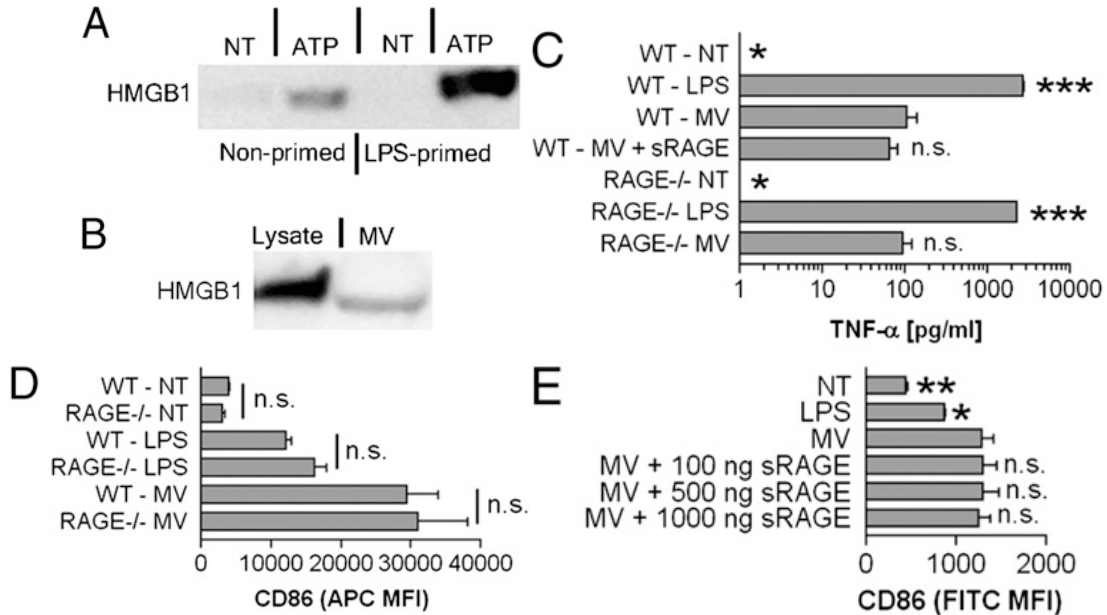 A
NT | ATP | NT | ATP
HMGB1
Non-primed | LPS-primed
B
Lysate | MV
HMGB1
C
WT - NT *
WT - LPS ***
WT - MV
WT - MV + sRAGE n.s.
RAGE-/- NT *
RAGE-/- LPS ***
RAGE-/- MV n.s.
1 10 100 1000 10000
TNF-α [pg/ml]
D
WT - NT
RAGE-/- NT
n.s.
WT - LPS
RAGE-/- LPS
n.s.
WT - MV
RAGE-/- MV
n.s.
0 10000 20000 30000 40000
CD86 (APC MFI)
E
NT **
LPS *
MV
MV + 100 ng sRAGE n.s.
MV + 500 ng sRAGE n.s.
MV + 1000 ng sRAGE n.s.
0 1000 2000
CD86 (FITC MFI)